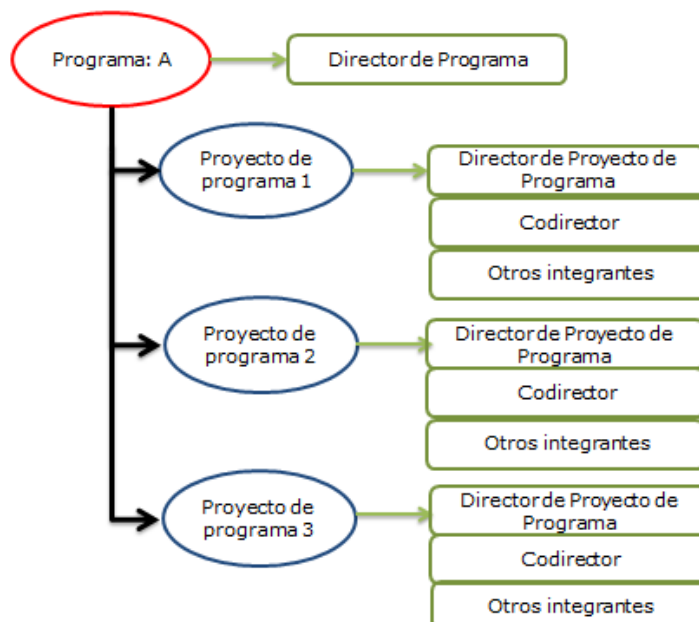 Programa: A
Director de Programa
Proyecto de
programa 1
Director de Proyecto de
Programa
Codirector
Otros integrantes
Proyecto de
programa 2
Director de Proyecto de
Programa
Codirector
Otros integrantes
Proyecto de
programa 3
Director de Proyecto de
Programa
Codirector
Otros integrantes